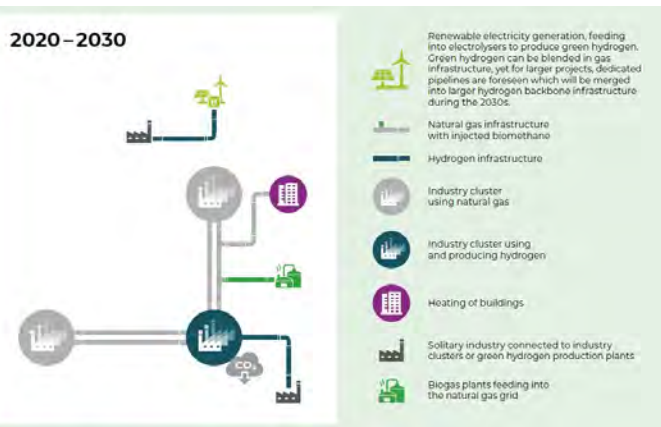 2020–2030
CO₂
Renewable electricity generation, feeding
into electrolysers to produce green hydrogen.
Green hydrogen can be blended in gas
infrastructure, yet for larger projects, dedicated
pipelines are foreseen which will be merged
into larger hydrogen backbone infrastructure
during the 2030s.
Natural gas infrastructure
with injected biomethane
Hydrogen infrastructure
Industry cluster
using natural gas
Industry cluster using
and producing hydrogen
Heating of buildings
Solitary industry connected to industry
clusters or green hydrogen production plants
Biogas plants feeding into
the natural gas grid